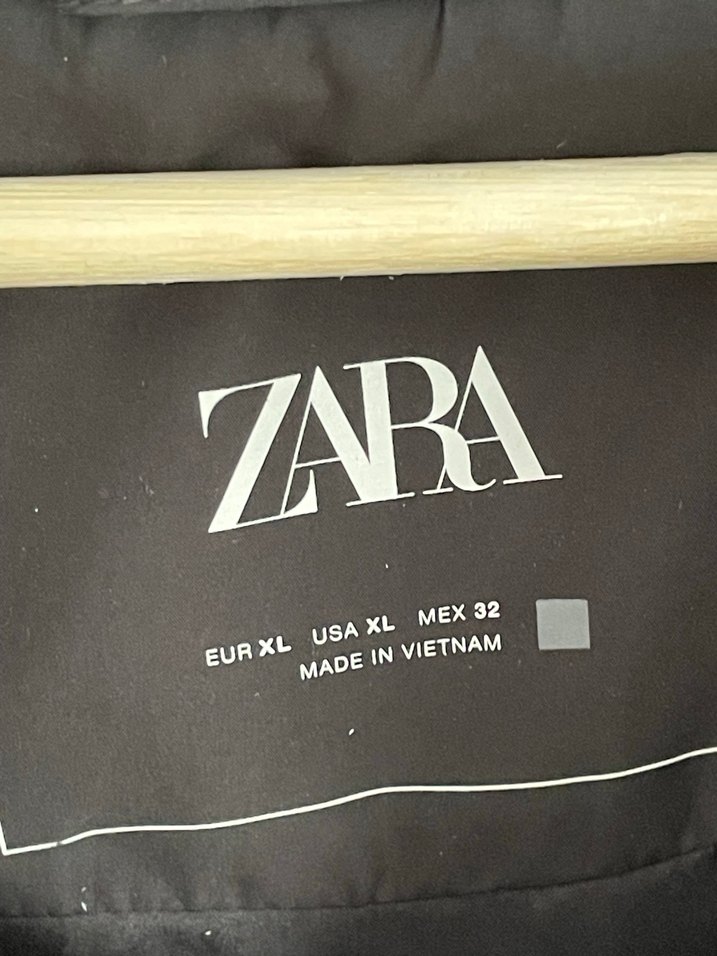 ZARA
EUR XL USA XL MEX 32
MADE IN VIETNAM